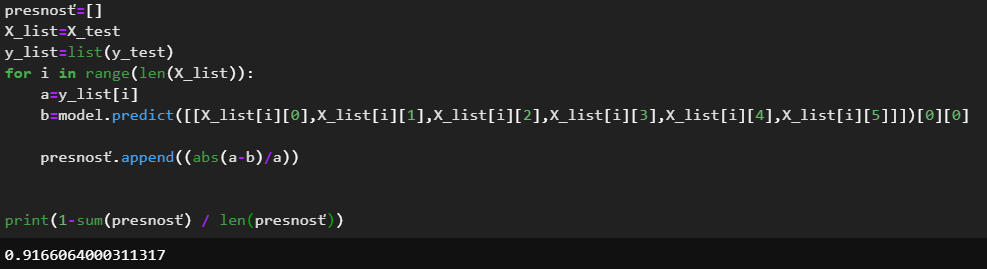 presnosť=[]
X_list=X_test
y_list=list(y_test)
for i in range(len(X_list)):
    a=y_list[i]
    b=model.predict([[X_list[i][0],X_list[i][1],X_list[i][2],X_list[i][3],X_list[i][4],X_list[i][5]]])[0][0]
    presnosť.append((abs(a-b)/a))
print(1-sum(presnosť) / len(presnosť))
0.9166064000311317